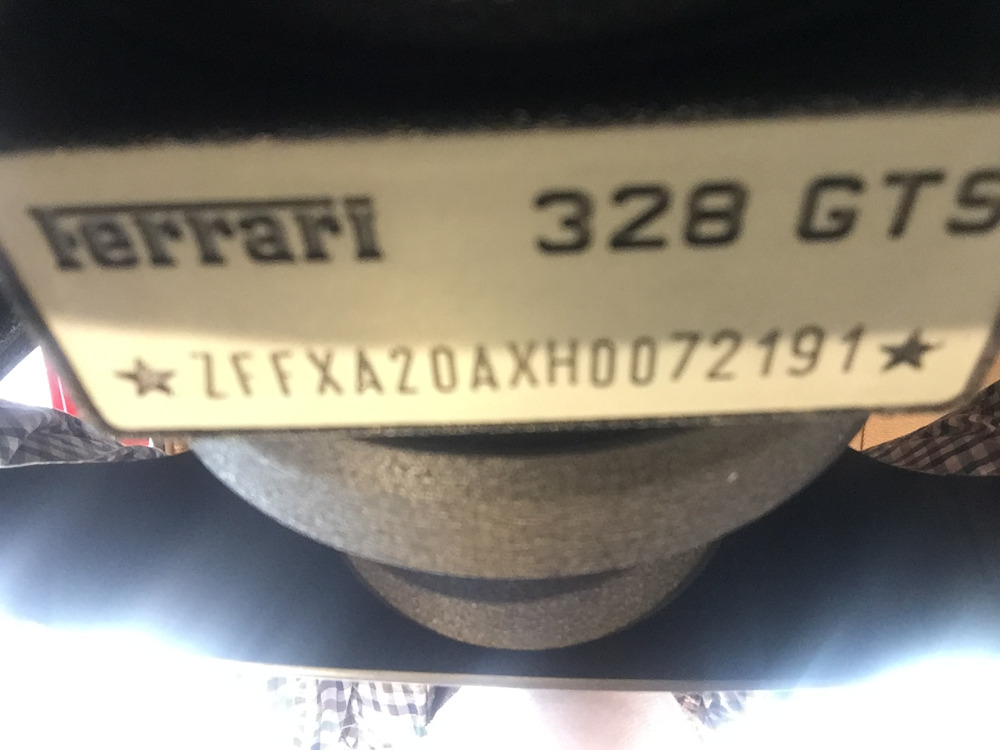 Ferrari 328 GTS
★ ZFFXA20AXH0072191 ★